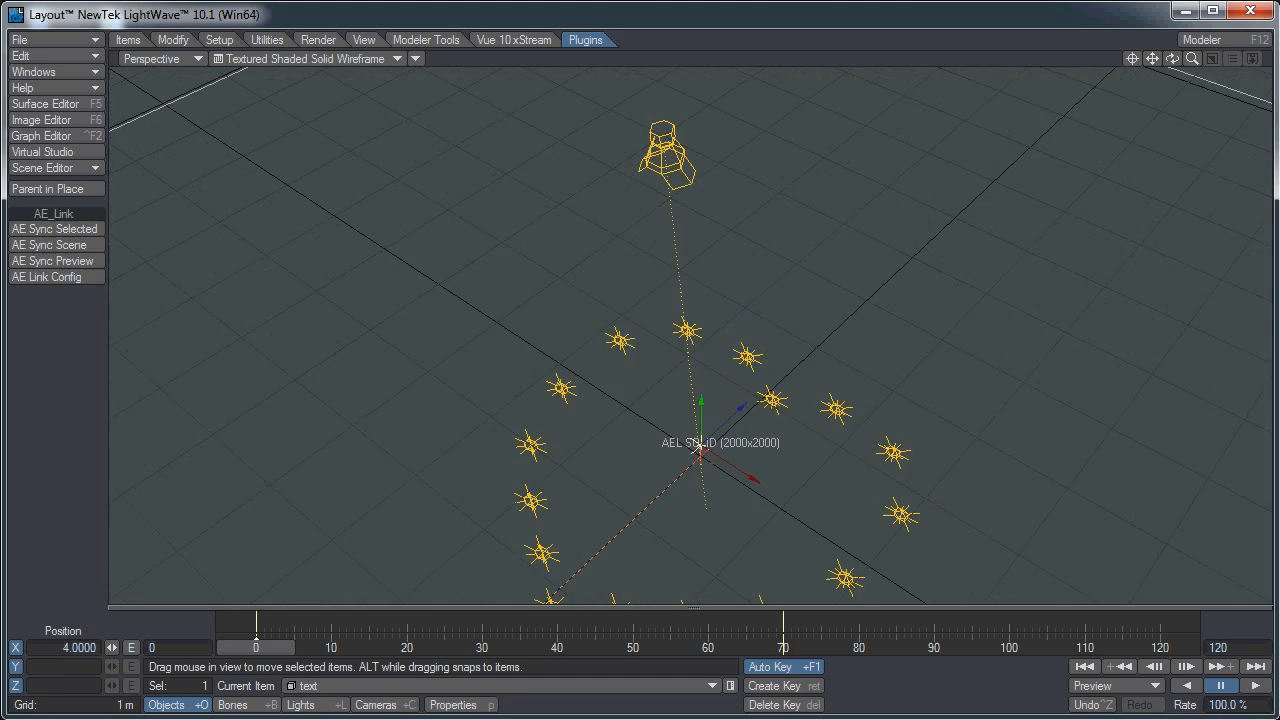 Layout™ NewTek LightWave™ 10.1 (Win64)
File Items Modify Setup Utilities Render View Modeler Tools Vue 10 xStream Plugins Modeler F12
Edit Perspective Textured Shaded Solid Wireframe
Windows
Help
Surface Editor F5
Image Editor F6
Graph Editor ^F2
Virtual Studio
Scene Editor
Parent in Place
AE_Link
AE Sync Selected
AE Sync Scene
AE Sync Preview
AE Link Config
AEL SOLID (2000x2000)
Position
X 4.0000 E 0 0 10 20 30 40 50 60 70 80 90 100 110 120 120
Y E Drag mouse in view to move selected items. ALT while dragging snaps to items. Auto Key +F1
Z E Sel: 1 Current Item text Create Key ret Preview
Grid: 1 m Objects +O Bones +B Lights +L Cameras +C Properties p Delete Key del Undo ^Z Redo Rate 100.0 %